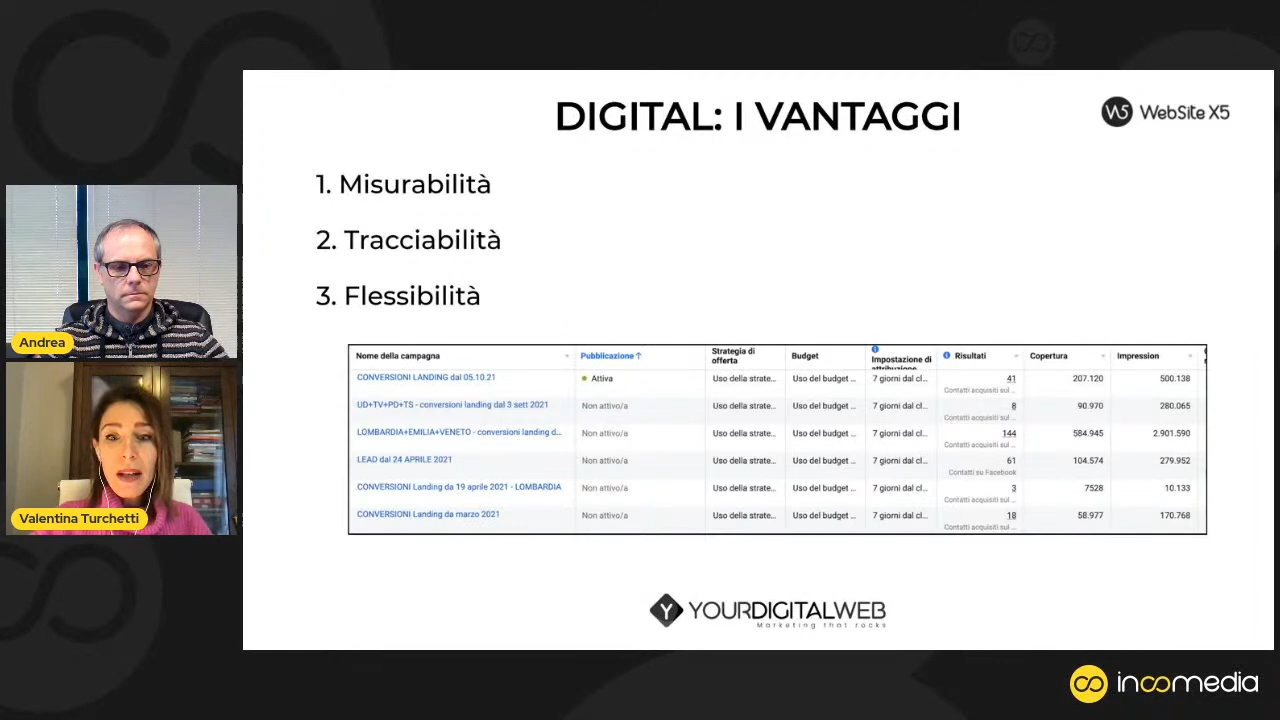 DIGITAL: I VANTAGGI
W5 WebSite X5
1. Misurabilità
2. Tracciabilità
3. Flessibilità
Nome della campagna Pubblicazione ↑ Strategia di offerta Budget Impostazione di attribuzione Risultati Copertura Impression
CONVERSIONI LANDING dal 05.10.21 Attiva Uso della strate... Uso del budget ... 7 giorni dal cl... 41 207.120 500.138
Contatti acquisiti sul ...
UD+TV+PD+TS - conversioni landing dal 3 sett 2021 Non attivo/a Uso della strate... Uso del budget ... 7 giorni dal cl... 8 90.970 280.065
Contatti acquisiti sul ...
LOMBARDIA+EMILIA+VENETO - conversioni landing d... Non attivo/a Uso della strate... Uso del budget ... 7 giorni dal cl... 144 584.945 2.901.590
Contatti acquisiti sul ...
LEAD dal 24 APRILE 2021 Non attivo/a Uso della strate... Uso del budget ... 7 giorni dal cl... 61 104.574 279.952
Contatti su Facebook
CONVERSIONI Landing da 19 aprile 2021 - LOMBARDIA Non attivo/a Uso della strate... Uso del budget ... 7 giorni dal cl... 3 7528 10.133
Contatti acquisiti sul ...
CONVERSIONI Landing da marzo 2021 Non attivo/a Uso della strate... Uso del budget ... 7 giorni dal cl... 18 58.977 170.768
Contatti acquisiti sul ...
Andrea
Valentina Turchetti
Y YOURDIGITALWEB
Marketing that rocks
incomedia